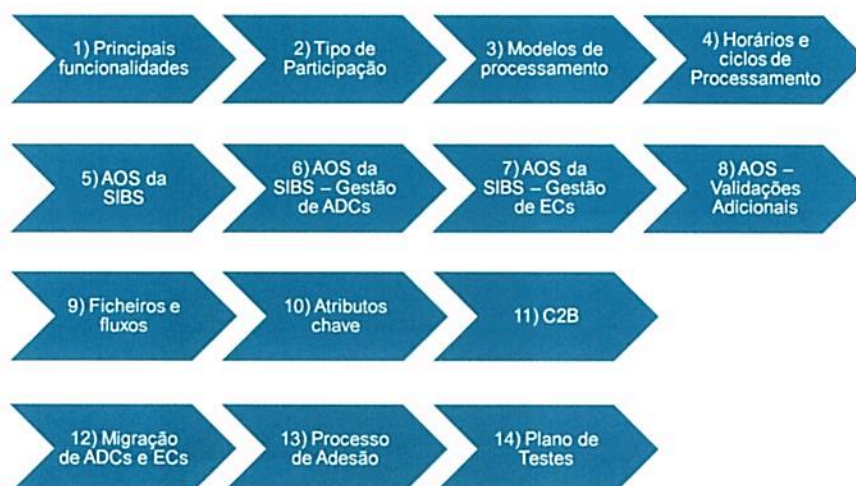 1) Principais
funcionalidades
2) Tipo de
Participação
3) Modelos de
processamento
4) Horários e
ciclos de
Processamento
5) AOS da
SIBS
6) AOS da
SIBS – Gestão
de ADCs
7) AOS da
SIBS – Gestão
de ECs
8) AOS –
Validações
Adicionais
9) Ficheiros e
fluxos
10) Atributos
chave
11) C2B
12) Migração
de ADCs e ECs
13) Processo
de Adesão
14) Plano de
Testes